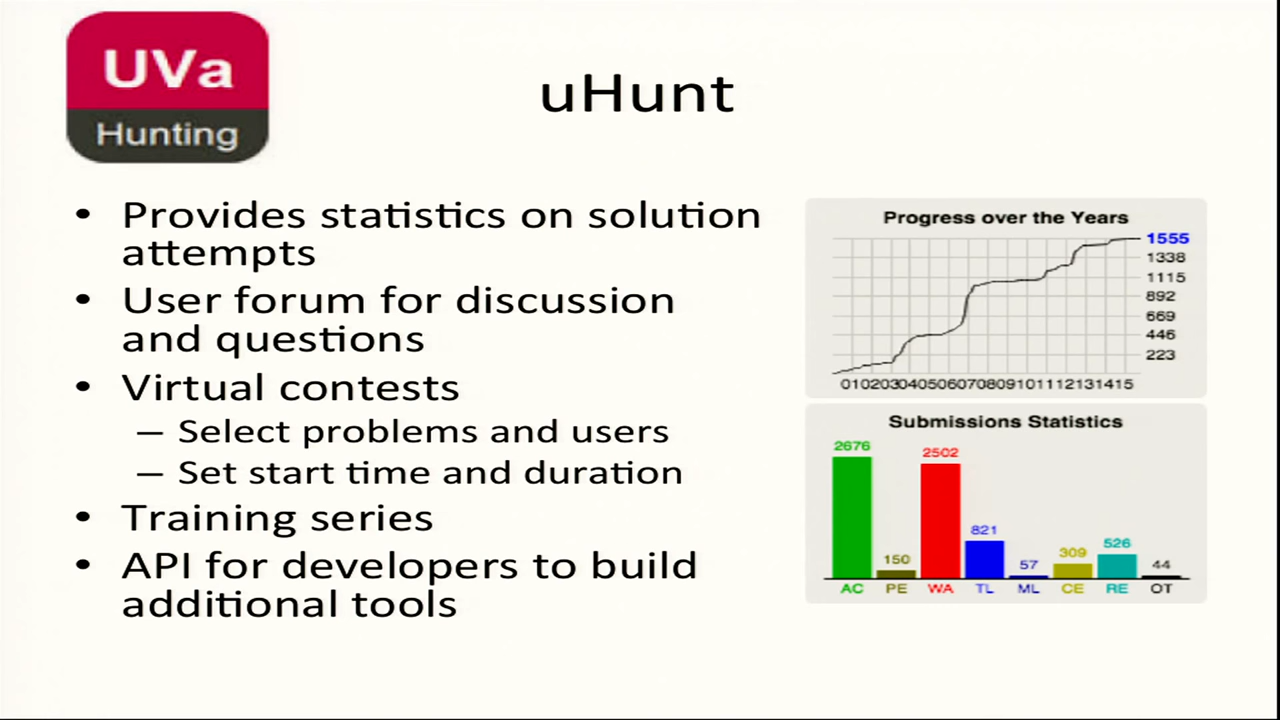 UVa
Hunting
uHunt
• Provides statistics on solution
attempts
• User forum for discussion
and questions
• Virtual contests
– Select problems and users
– Set start time and duration
• Training series
• API for developers to build
additional tools
Progress over the Years
1555
1338
1115
892
669
446
223
010203040506070809101112131415
Submissions Statistics
2676
150
2502
821
57
309
526
44
AC PE WA TL ML CE RE OT